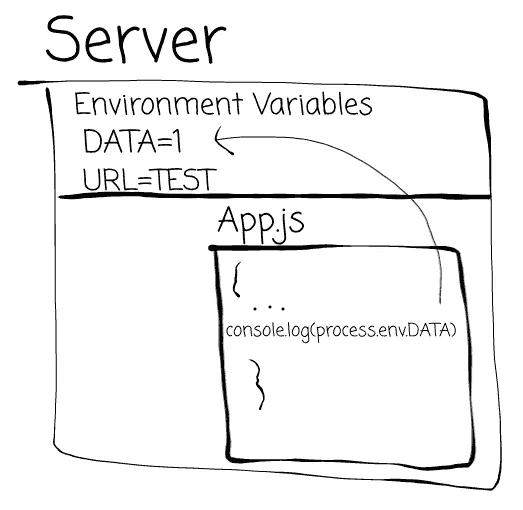 Server
Environment Variables
DATA=1
URL=TEST
App.js
{
...
console.log(process.env.DATA)
}